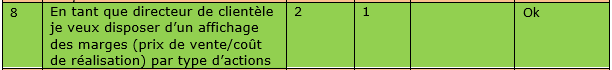 8 En tant que directeur de clientèle 2 1 Ok
je veux disposer d'un affichage
des marges (prix de vente/coût
de réalisation) par type d'actions